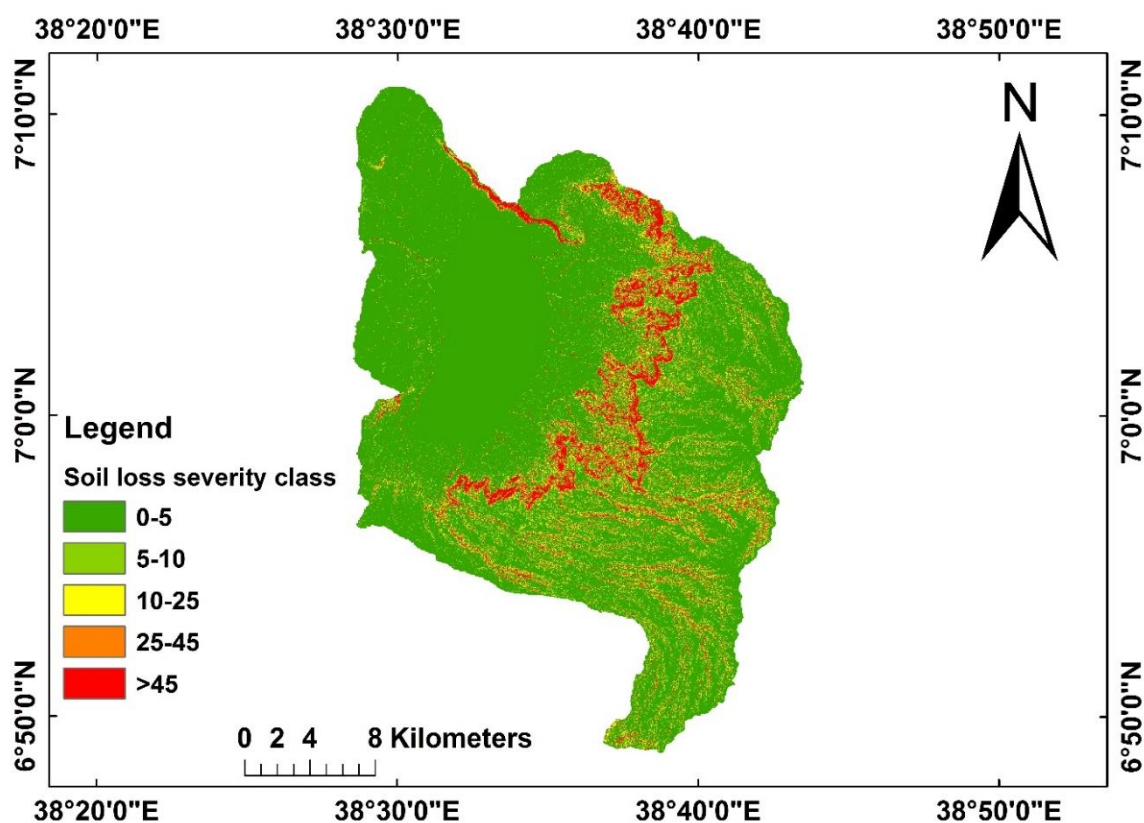 38°20'0"E 38°30'0"E 38°40'0"E 38°50'0"E
7°10'0"N 7°10'0"N
N
7°0'0"N 7°0'0"N
Legend
Soil loss severity class
0-5
5-10
10-25
25-45
>45
6°50'0"N 6°50'0"N
0 2 4 8 Kilometers
38°20'0"E 38°30'0"E 38°40'0"E 38°50'0"E